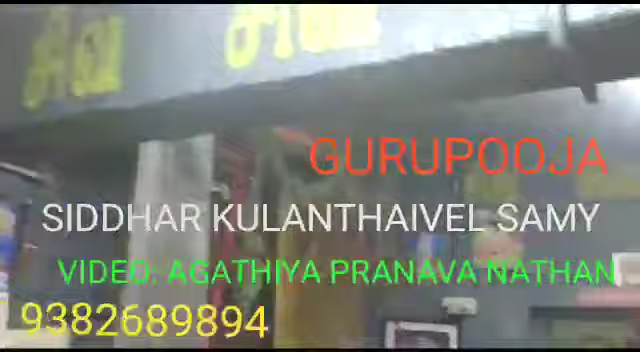 சிவ சிவ
GURUPOOJA
SIDDHAR KULANTHAIVEL SAMY
VIDEO: AGATHIYA PRANAVA NATHAN
9382689894